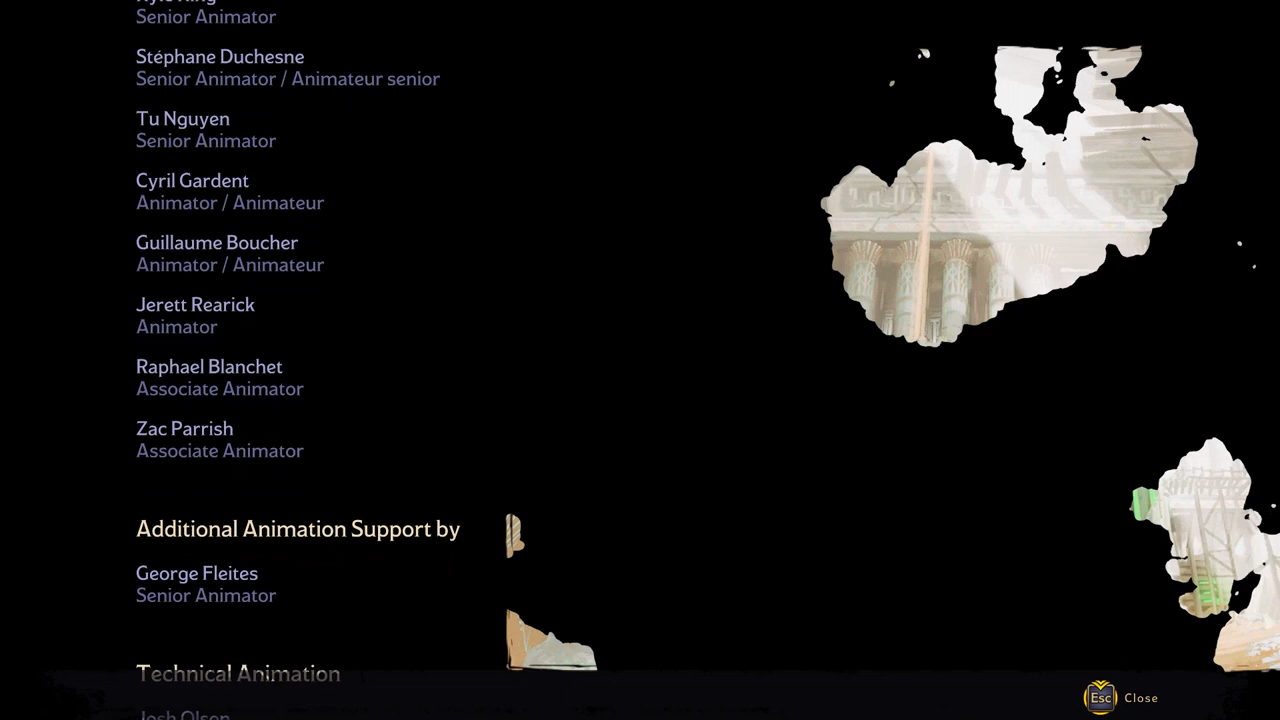 Senior Animator
Stéphane Duchesne
Senior Animator / Animateur senior
Tu Nguyen
Senior Animator
Cyril Gardent
Animator / Animateur
Guillaume Boucher
Animator / Animateur
Jerett Rearick
Animator
Raphael Blanchet
Associate Animator
Zac Parrish
Associate Animator
Additional Animation Support by
George Fleites
Senior Animator
Technical Animation
Josh Olson
Esc Close